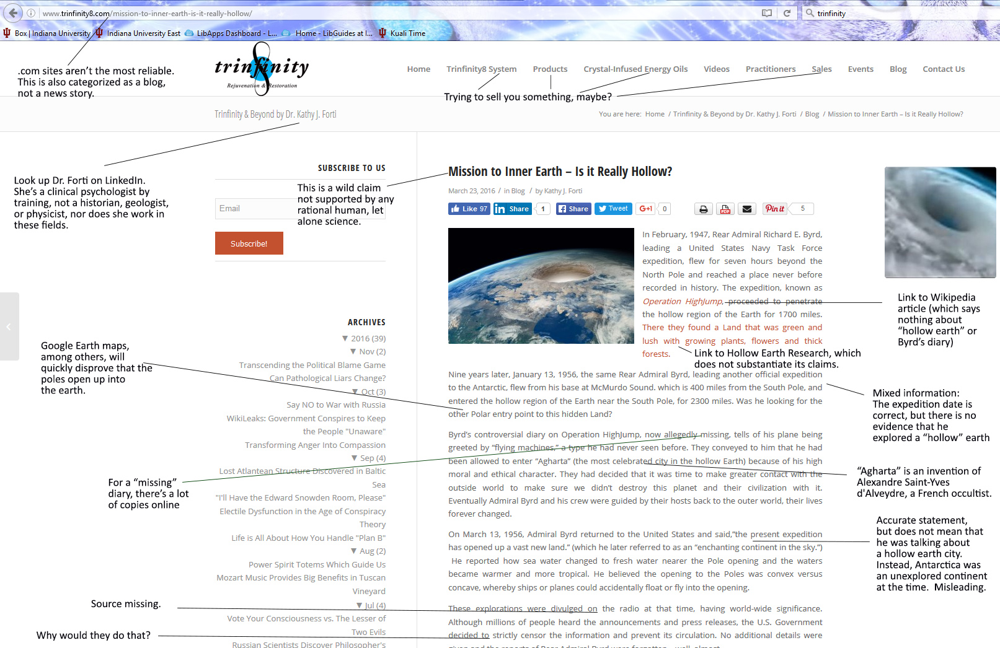 www.trinfinity8.com/mission-to-inner-earth-is-it-really-hollow/
trinfinity
Box | Indiana University
Indiana University East
LibApps Dashboard - L...
Home - LibGuides at I...
Kuali Time
.com sites aren't the most reliable.
This is also categorized as a blog,
not a news story.
trinfinity
Rejuvenation & Restoration
Home Trinfinity8 System Products Crystal-Infused Energy Oils Videos Practitioners Sales Events Blog Contact Us
Trying to sell you something, maybe?
Trinfinity & Beyond by Dr. Kathy J. Forti
You are here: Home / Trinfinity & Beyond by Dr. Kathy J. Forti / Blog / Mission to Inner Earth – Is it Really Hollow?
Look up Dr. Forti on LinkedIn.
She's a clinical psychologist by
training, not a historian, geologist,
or physicist, nor does she work in
these fields.
SUBSCRIBE TO US
Email
Subscribe!
This is a wild claim
not supported by any
rational human, let
alone science.
ARCHIVES
▼ 2016 (39)
▼ Nov (2)
Transcending the Political Blame Game
Can Pathological Liars Change?
▼ Oct (3)
Say NO to War with Russia
WikiLeaks: Government Conspires to Keep
the People "Unaware"
Transforming Anger Into Compassion
▼ Sep (4)
Lost Atlantean Structure Discovered in Baltic
Sea
"I'll Have the Edward Snowden Room, Please"
Electile Dysfunction in the Age of Conspiracy
Theory
Life is All About How You Handle "Plan B"
▼ Aug (2)
Power Spirit Totems Which Guide Us
Mozart Music Provides Big Benefits in Tuscan
Vineyard
▼ Jul (4)
Vote Your Consciousness vs. The Lesser of
Two Evils
Russian Scientists Discover Philosopher's
Google Earth maps,
among others, will
quickly disprove that the
poles open up into
the earth.
For a “missing”
diary, there's a lot
of copies online
Source missing.
Why would they do that?
Mission to Inner Earth – Is it Really Hollow?
March 23, 2016 / in Blog / by Kathy J. Forti
Like 97
Share 1
Share
Tweet
G+1 0
PDF
Pin it 5
In February, 1947, Rear Admiral Richard E. Byrd,
leading a United States Navy Task Force
expedition, flew for seven hours beyond the
North Pole and reached a place never before
recorded in history. The expedition, known as
Operation HighJump, proceeded to penetrate
the hollow region of the Earth for 1700 miles.
There they found a Land that was green and
lush with growing plants, flowers and thick
forests.
Link to Hollow Earth Research, which
does not substantiate its claims.
Nine years later, January 13, 1956, the same Rear Admiral Byrd, leading another official expedition
to the Antarctic, flew from his base at McMurdo Sound. which is 400 miles from the South Pole, and
entered the hollow region of the Earth near the South Pole, for 2300 miles. Was he looking for the
other Polar entry point to this hidden Land?
Byrd's controversial diary on Operation HighJump, now allegedly missing, tells of his plane being
greeted by “flying machines,” a type he had never seen before. They conveyed to him that he had
been allowed to enter “Agharta” (the most celebrated city in the hollow Earth) because of his high
moral and ethical character. They had decided that it was time to make greater contact with the
outside world to make sure we didn't destroy this planet and their civilization with it.
Eventually Admiral Byrd and his crew were guided by their hosts back to the outer world, their lives
forever changed.
On March 13, 1956, Admiral Byrd returned to the United States and said,”the present expedition
has opened up a vast new land.” (which he later referred to as an “enchanting continent in the sky.”)
He reported how sea water changed to fresh water nearer the Pole opening and the waters
became warmer and more tropical. He believed the opening to the Poles was convex versus
concave, whereby ships or planes could accidentally float or fly into the opening.
These explorations were divulged on the radio at that time, having world-wide significance.
Although millions of people heard the announcements and press releases, the U.S. Government
decided to strictly censor the information and prevent its circulation. No additional details were
given and the reports of Rear Admiral Byrd were forgotten – well, almost.
Link to Wikipedia
article (which says
nothing about
“hollow earth” or
Byrd's diary)
Mixed information:
The expedition date is
correct, but there is no
evidence that he
explored a “hollow” earth
“Agharta” is an invention of
Alexandre Saint-Yves
d'Alveydre, a French occultist.
Accurate statement,
but does not mean that
he was talking about
a hollow earth city.
Instead, Antarctica was
an unexplored continent
at the time. Misleading.